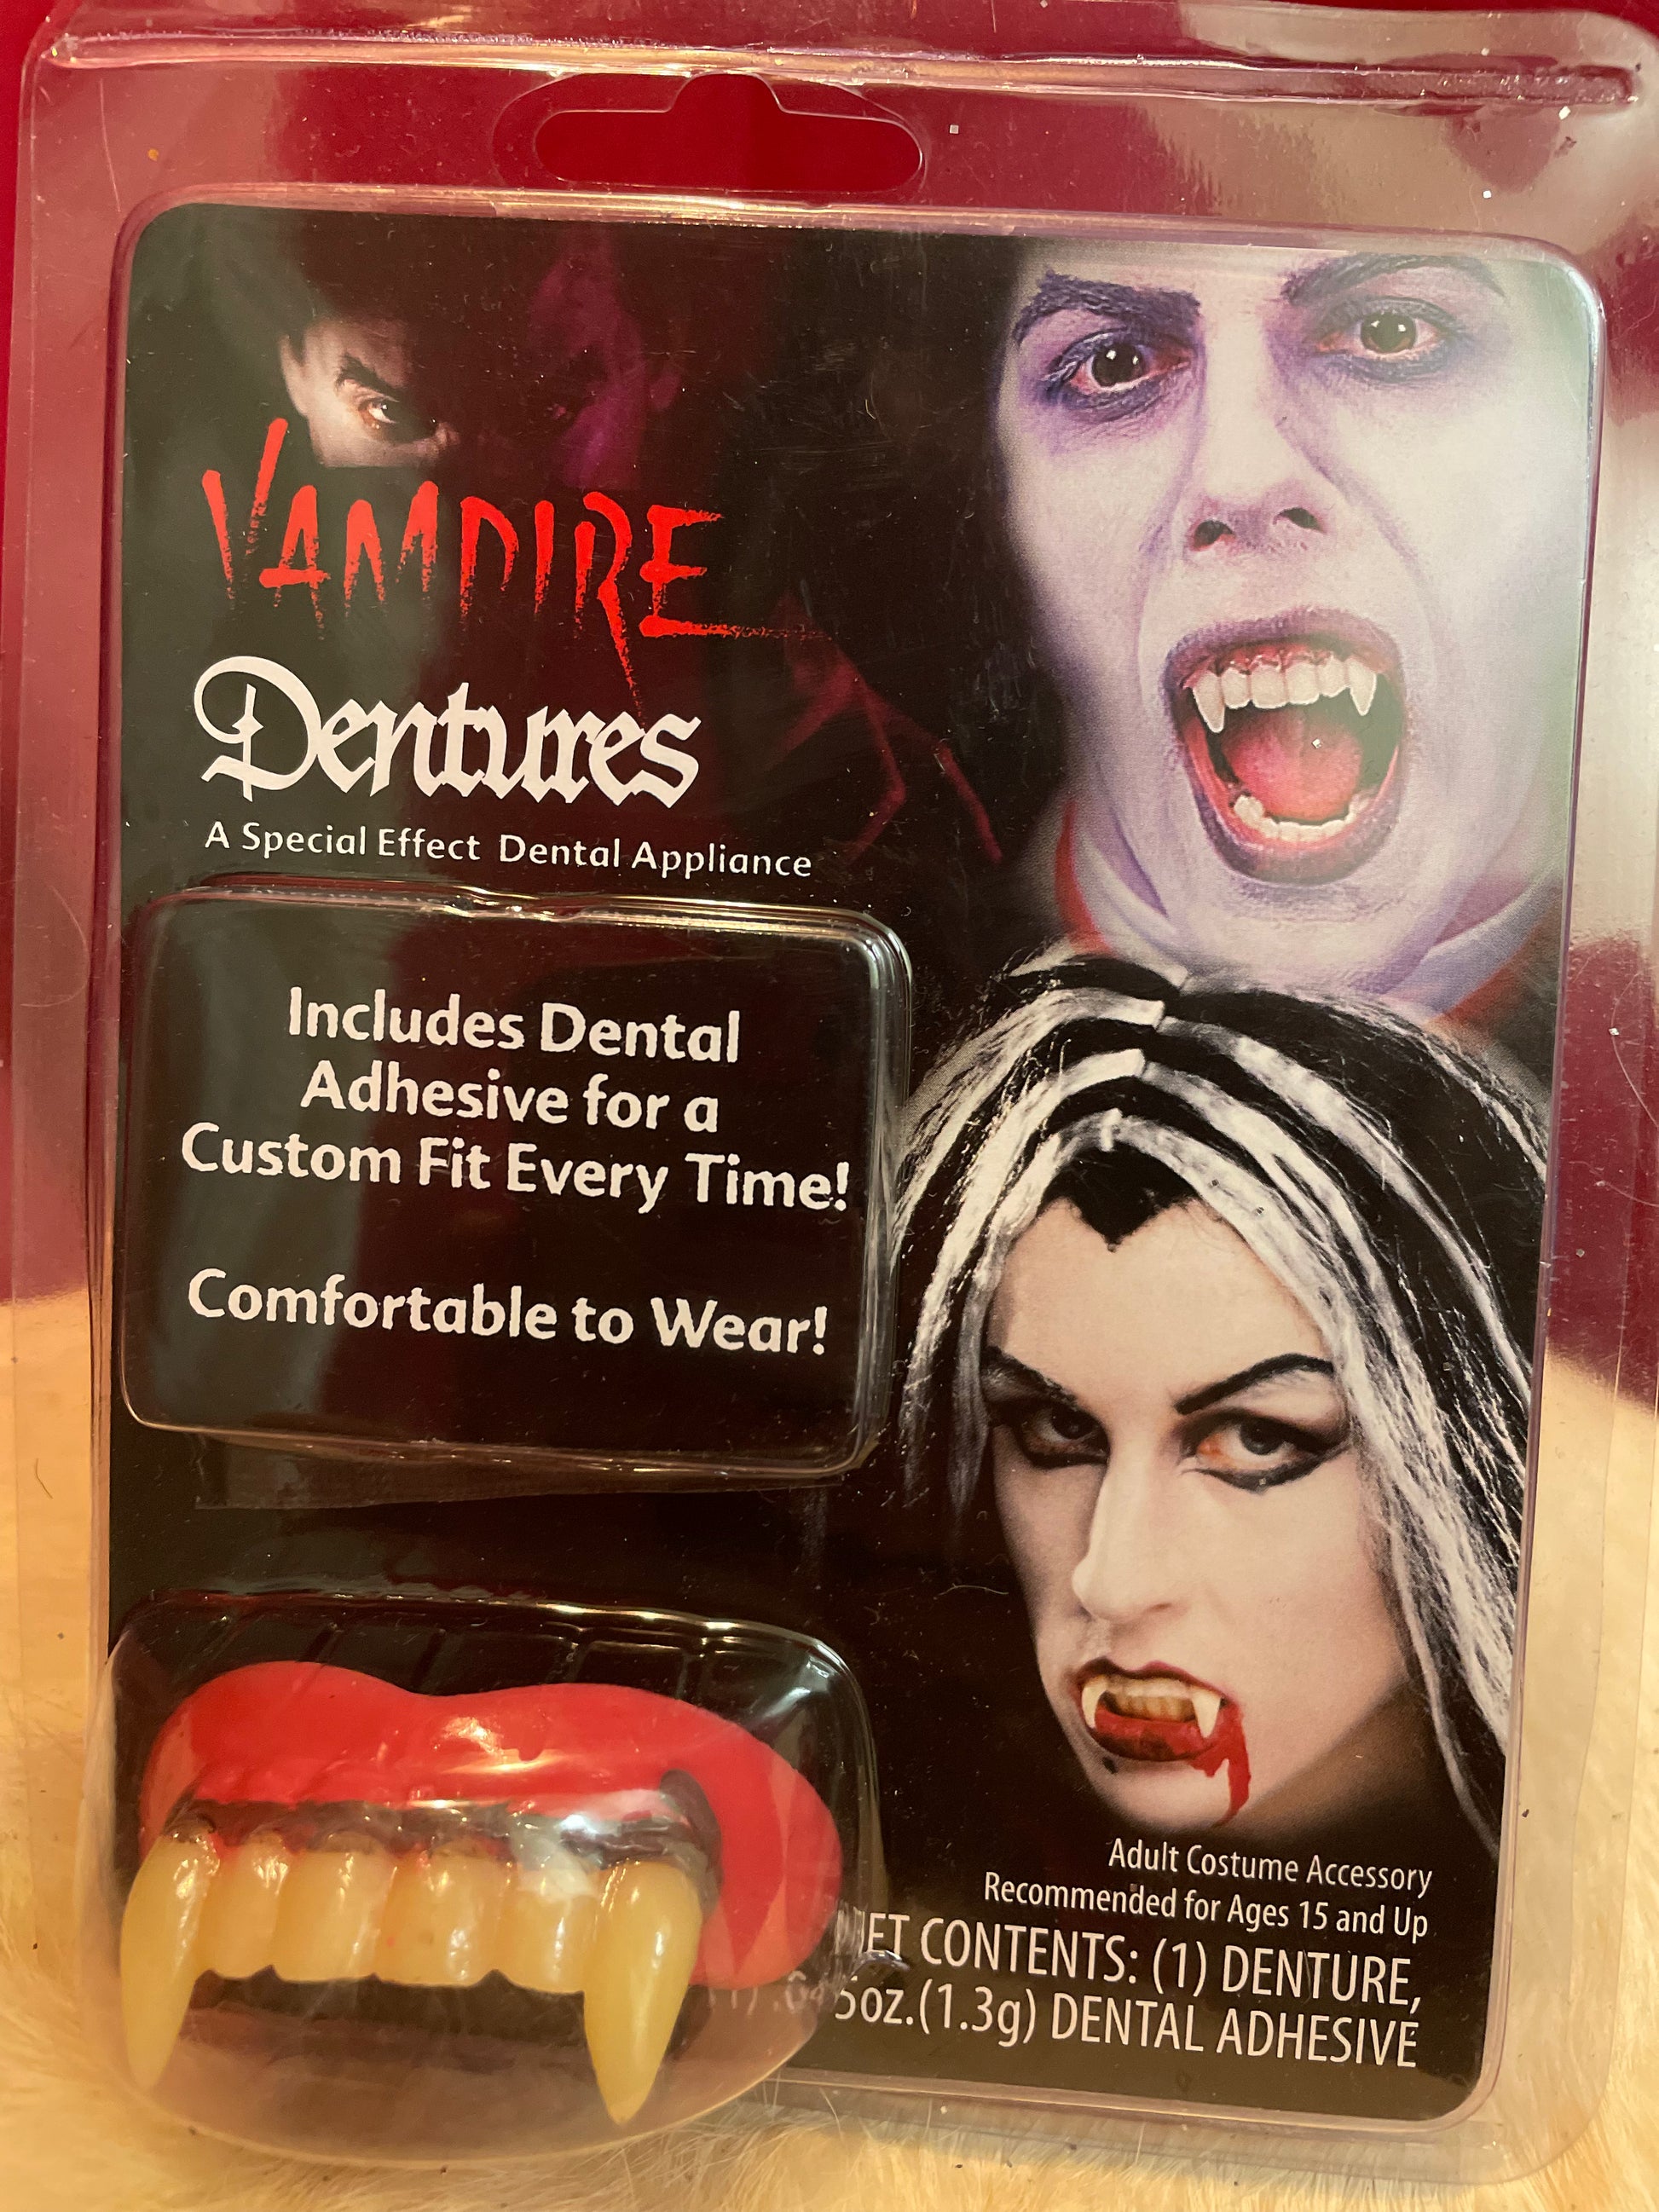 VAMPIRE
Dentures
A Special Effect Dental Appliance
Includes Dental
Adhesive for a
Custom Fit Every Time!
Comfortable to Wear!
Adult Costume Accessory
Recommended for Ages 15 and Up
CONTENTS: (1) DENTURE,
(1.3g) DENTAL ADHESIVE